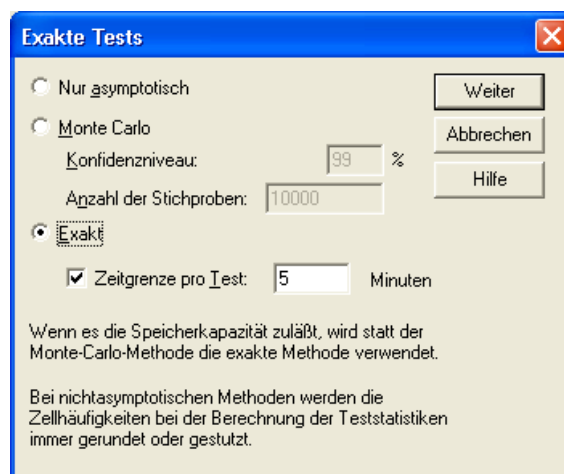 Exakte Tests
Nur asymptotisch
Weiter
Monte Carlo
Abbrechen
Konfidenzniveau: 99 %
Hilfe
Anzahl der Stichproben: 10000
Exakt
Zeitgrenze pro Test: 5 Minuten
Wenn es die Speicherkapazität zuläßt, wird statt der
Monte-Carlo-Methode die exakte Methode verwendet.
Bei nichtasymptotischen Methoden werden die
Zellhäufigkeiten bei der Berechnung der Teststatistiken
immer gerundet oder gestutzt.